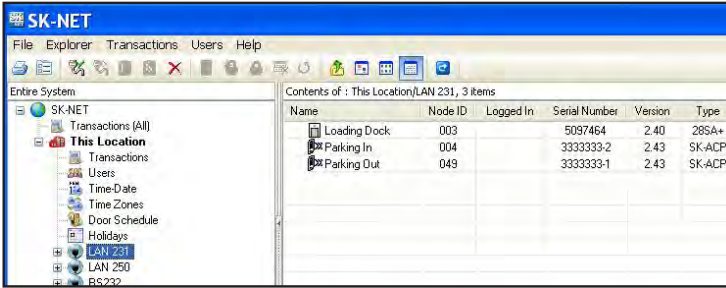 SK-NET
File Explorer Transactions Users Help
Entire System
Contents of : This Location/LAN 231, 3 items
SK-NET
Transactions (All)
This Location
Transactions
Users
Time-Date
Time Zones
Door Schedule
Holidays
LAN 231
LAN 250
RS232
Name Node ID Logged In Serial Number Version Type
Loading Dock 003 5097464 2.40 28SA+
Parking In 004 3333333-2 2.43 SK-ACP
Parking Out 049 3333333-1 2.43 SK-ACP